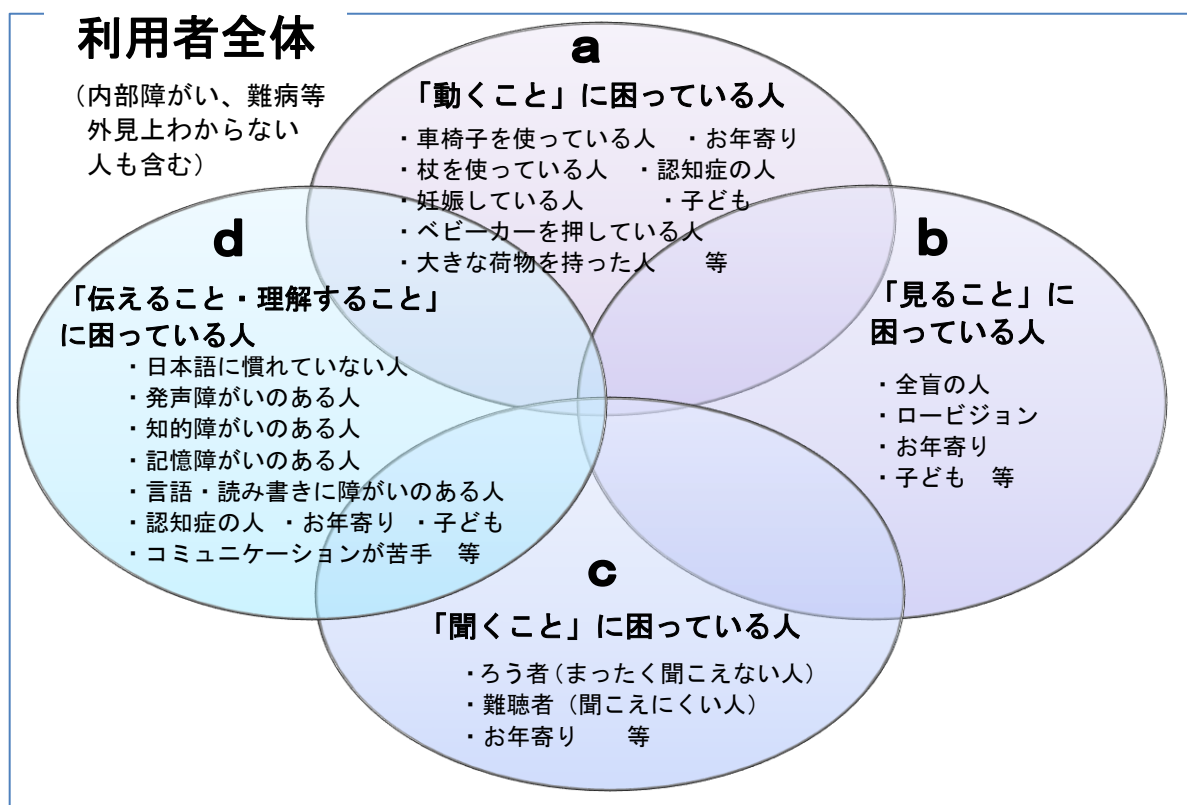 利用者全体
（内部障がい、難病等
外見上わからない
人も含む）
a
「動くこと」に困っている人
・車椅子を使っている人　・お年寄り
・杖を使っている人　・認知症の人
・妊娠している人　　　・子ども
・ベビーカーを押している人
・大きな荷物を持った人　　等
b
「見ること」に
困っている人
・全盲の人
・ロービジョン
・お年寄り
・子ども　等
c
「聞くこと」に困っている人
・ろう者（まったく聞こえない人）
・難聴者（聞こえにくい人）
・お年寄り　　等
d
「伝えること・理解すること」
に困っている人
・日本語に慣れていない人
・発声障がいのある人
・知的障がいのある人
・記憶障がいのある人
・言語・読み書きに障がいのある人
・認知症の人　・お年寄り　・子ども
・コミュニケーションが苦手　等